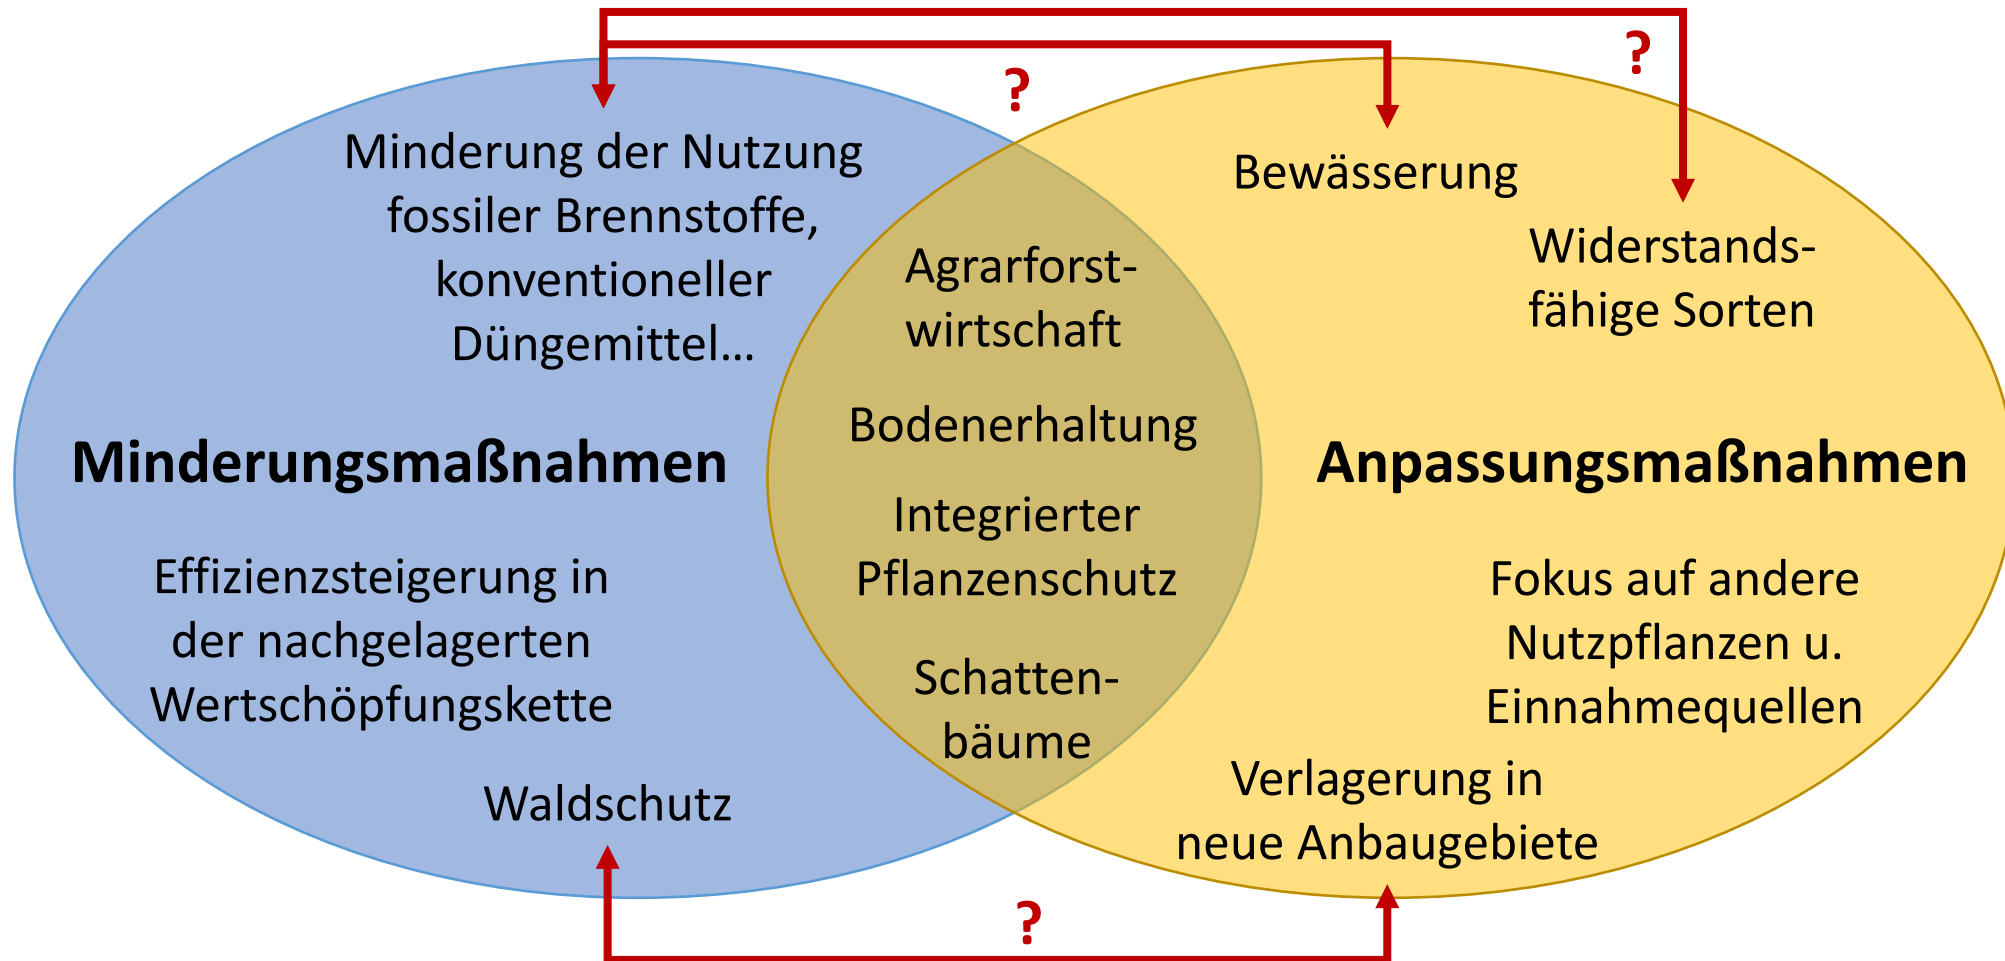 ?
?
Minderung der Nutzung
fossiler Brennstoffe,
konventioneller
Düngemittel...
Minderungsmaßnahmen
Effizienzsteigerung in
der nachgelagerten
Wertschöpfungskette
Waldschutz
Agrarforst-
wirtschaft
Bodenerhaltung
Integrierter
Pflanzenschutz
Schatten-
bäume
Bewässerung
Widerstands-
fähige Sorten
Anpassungsmaßnahmen
Fokus auf andere
Nutzpflanzen u.
Einnahmequellen
Verlagerung in
neue Anbaugebiete
?